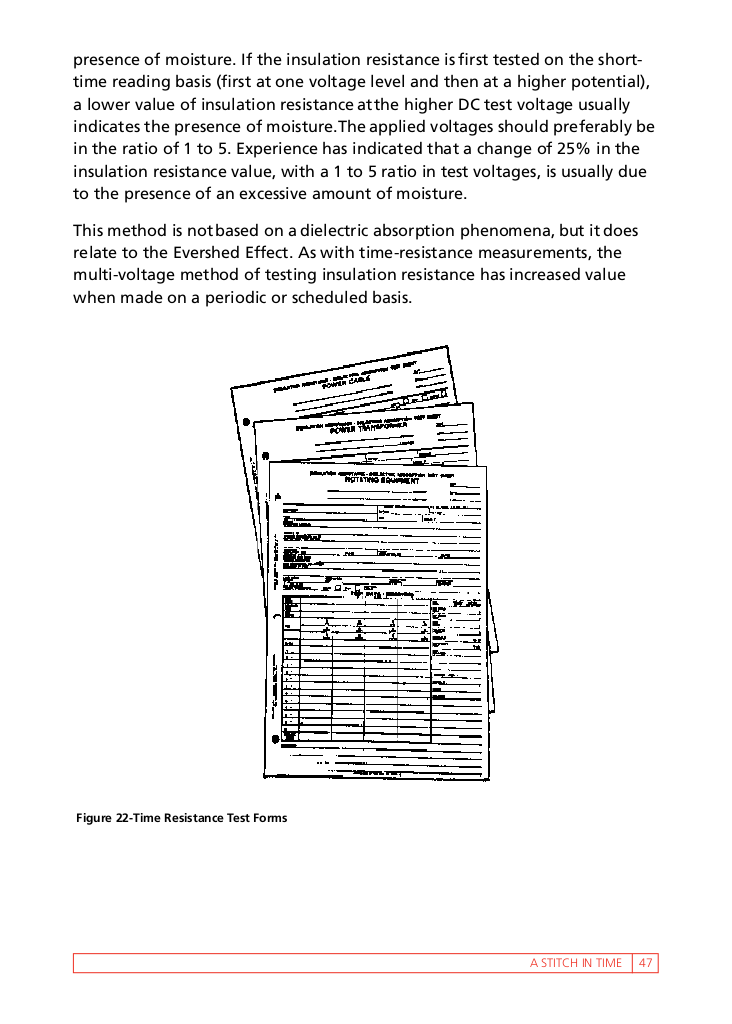 presence of moisture. If the insulation resistance is first tested on the short-
time reading basis (first at one voltage level and then at a higher potential),
a lower value of insulation resistance at the higher DC test voltage usually
indicates the presence of moisture.The applied voltages should preferably be
in the ratio of 1 to 5. Experience has indicated that a change of 25% in the
insulation resistance value, with a 1 to 5 ratio in test voltages, is usually due
to the presence of an excessive amount of moisture.
This method is not based on a dielectric absorption phenomena, but it does
relate to the Evershed Effect. As with time-resistance measurements, the
multi-voltage method of testing insulation resistance has increased value
when made on a periodic or scheduled basis.
INSULATION RESISTANCE - DIELECTRIC ABSORPTION TEST SHEET
POWER CABLE
INSULATION RESISTANCE - DIELECTRIC ABSORPTION TEST SHEET
POWER TRANSFORMER
INSULATION RESISTANCE - DIELECTRIC ABSORPTION TEST SHEET
ROTATING EQUIPMENT
Figure 22-Time Resistance Test Forms
A STITCH IN TIME 47